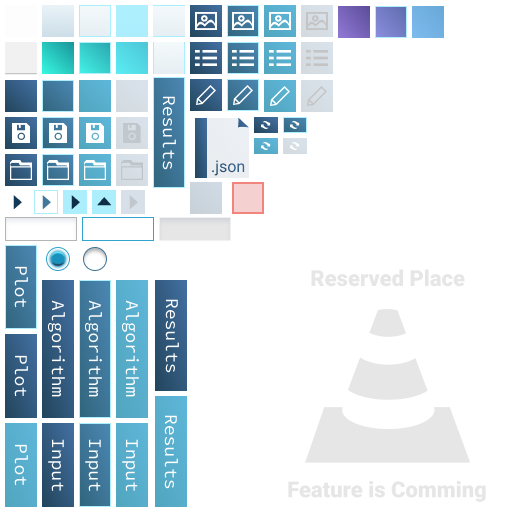 Results
.json
Plot
Algorithm
Algorithm
Algorithm
Results
Plot
Results
Plot
Input
Input
Input
Reserved Place
Feature is Comming